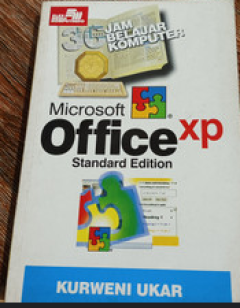 30 JAM
BELAJAR
KOMPUTER
Microsoft ®
Office xp
Standard Edition
KURWENI UKAR